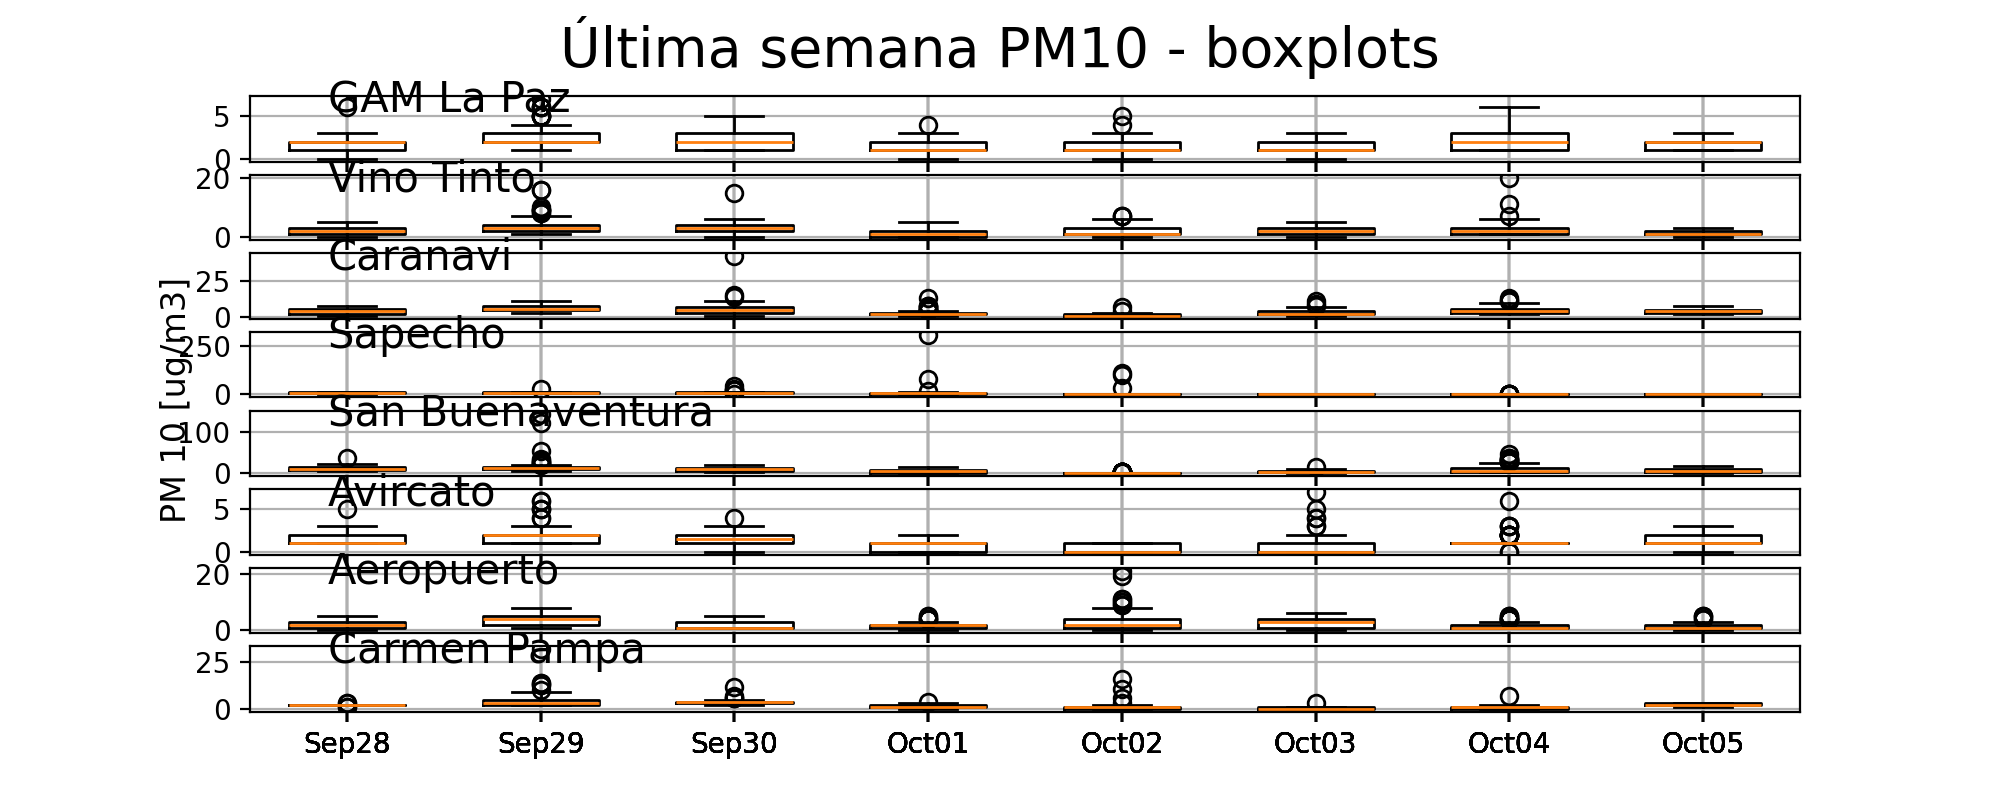 Última semana PM10 - boxplots
PM 10 [ug/m3]
GAM La Paz
5
0
Vino Tinto
20
0
Caranavi
25
0
Sapecho
250
0
San Buenaventura
100
0
Avircato
5
0
Aeropuerto
20
0
Carmen Pampa
25
0
Sep28 Sep29 Sep30 Oct01 Oct02 Oct03 Oct04 Oct05